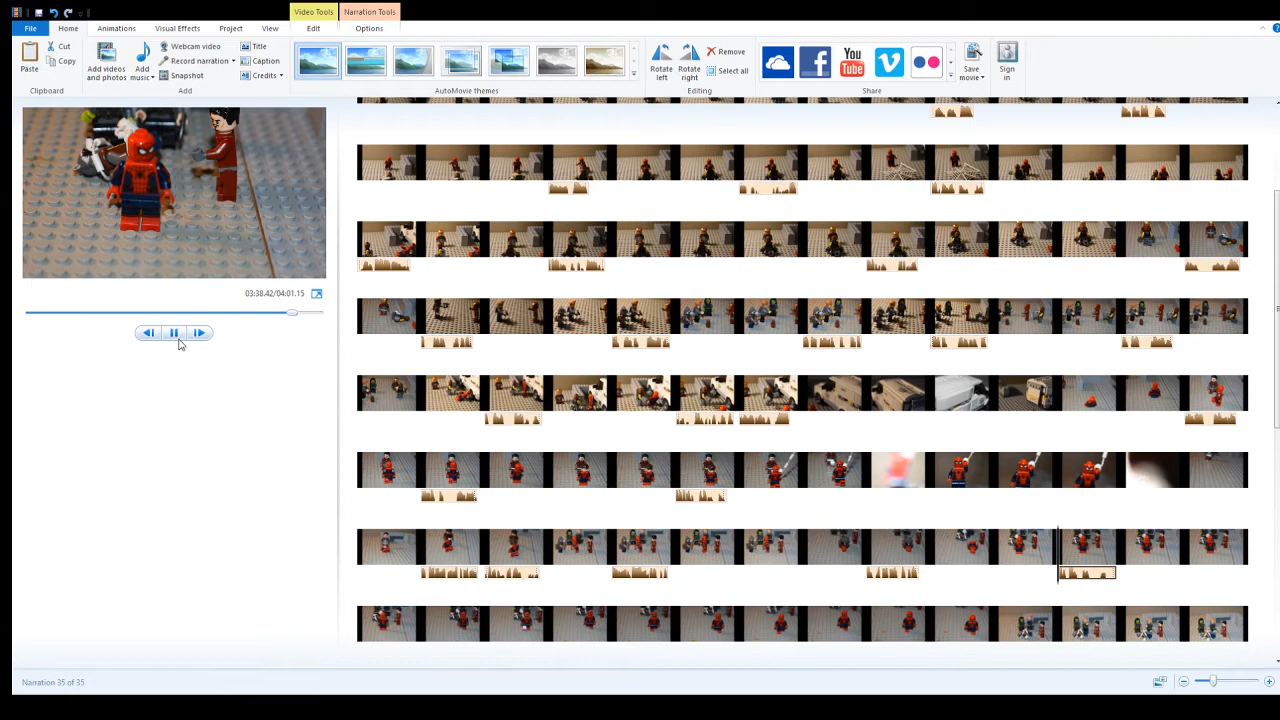 Video Tools Narration Tools
File Home Animations Visual Effects Project View Edit Options
Paste Cut Copy
Add videos and photos Add music Webcam video Record narration Snapshot Title Caption Credits
Rotate left Rotate right Remove Select all
You Tube
Save movie Sign in
Clipboard Add AutoMovie themes Editing Share
03:38.42/04:01.15
Narration 35 of 35